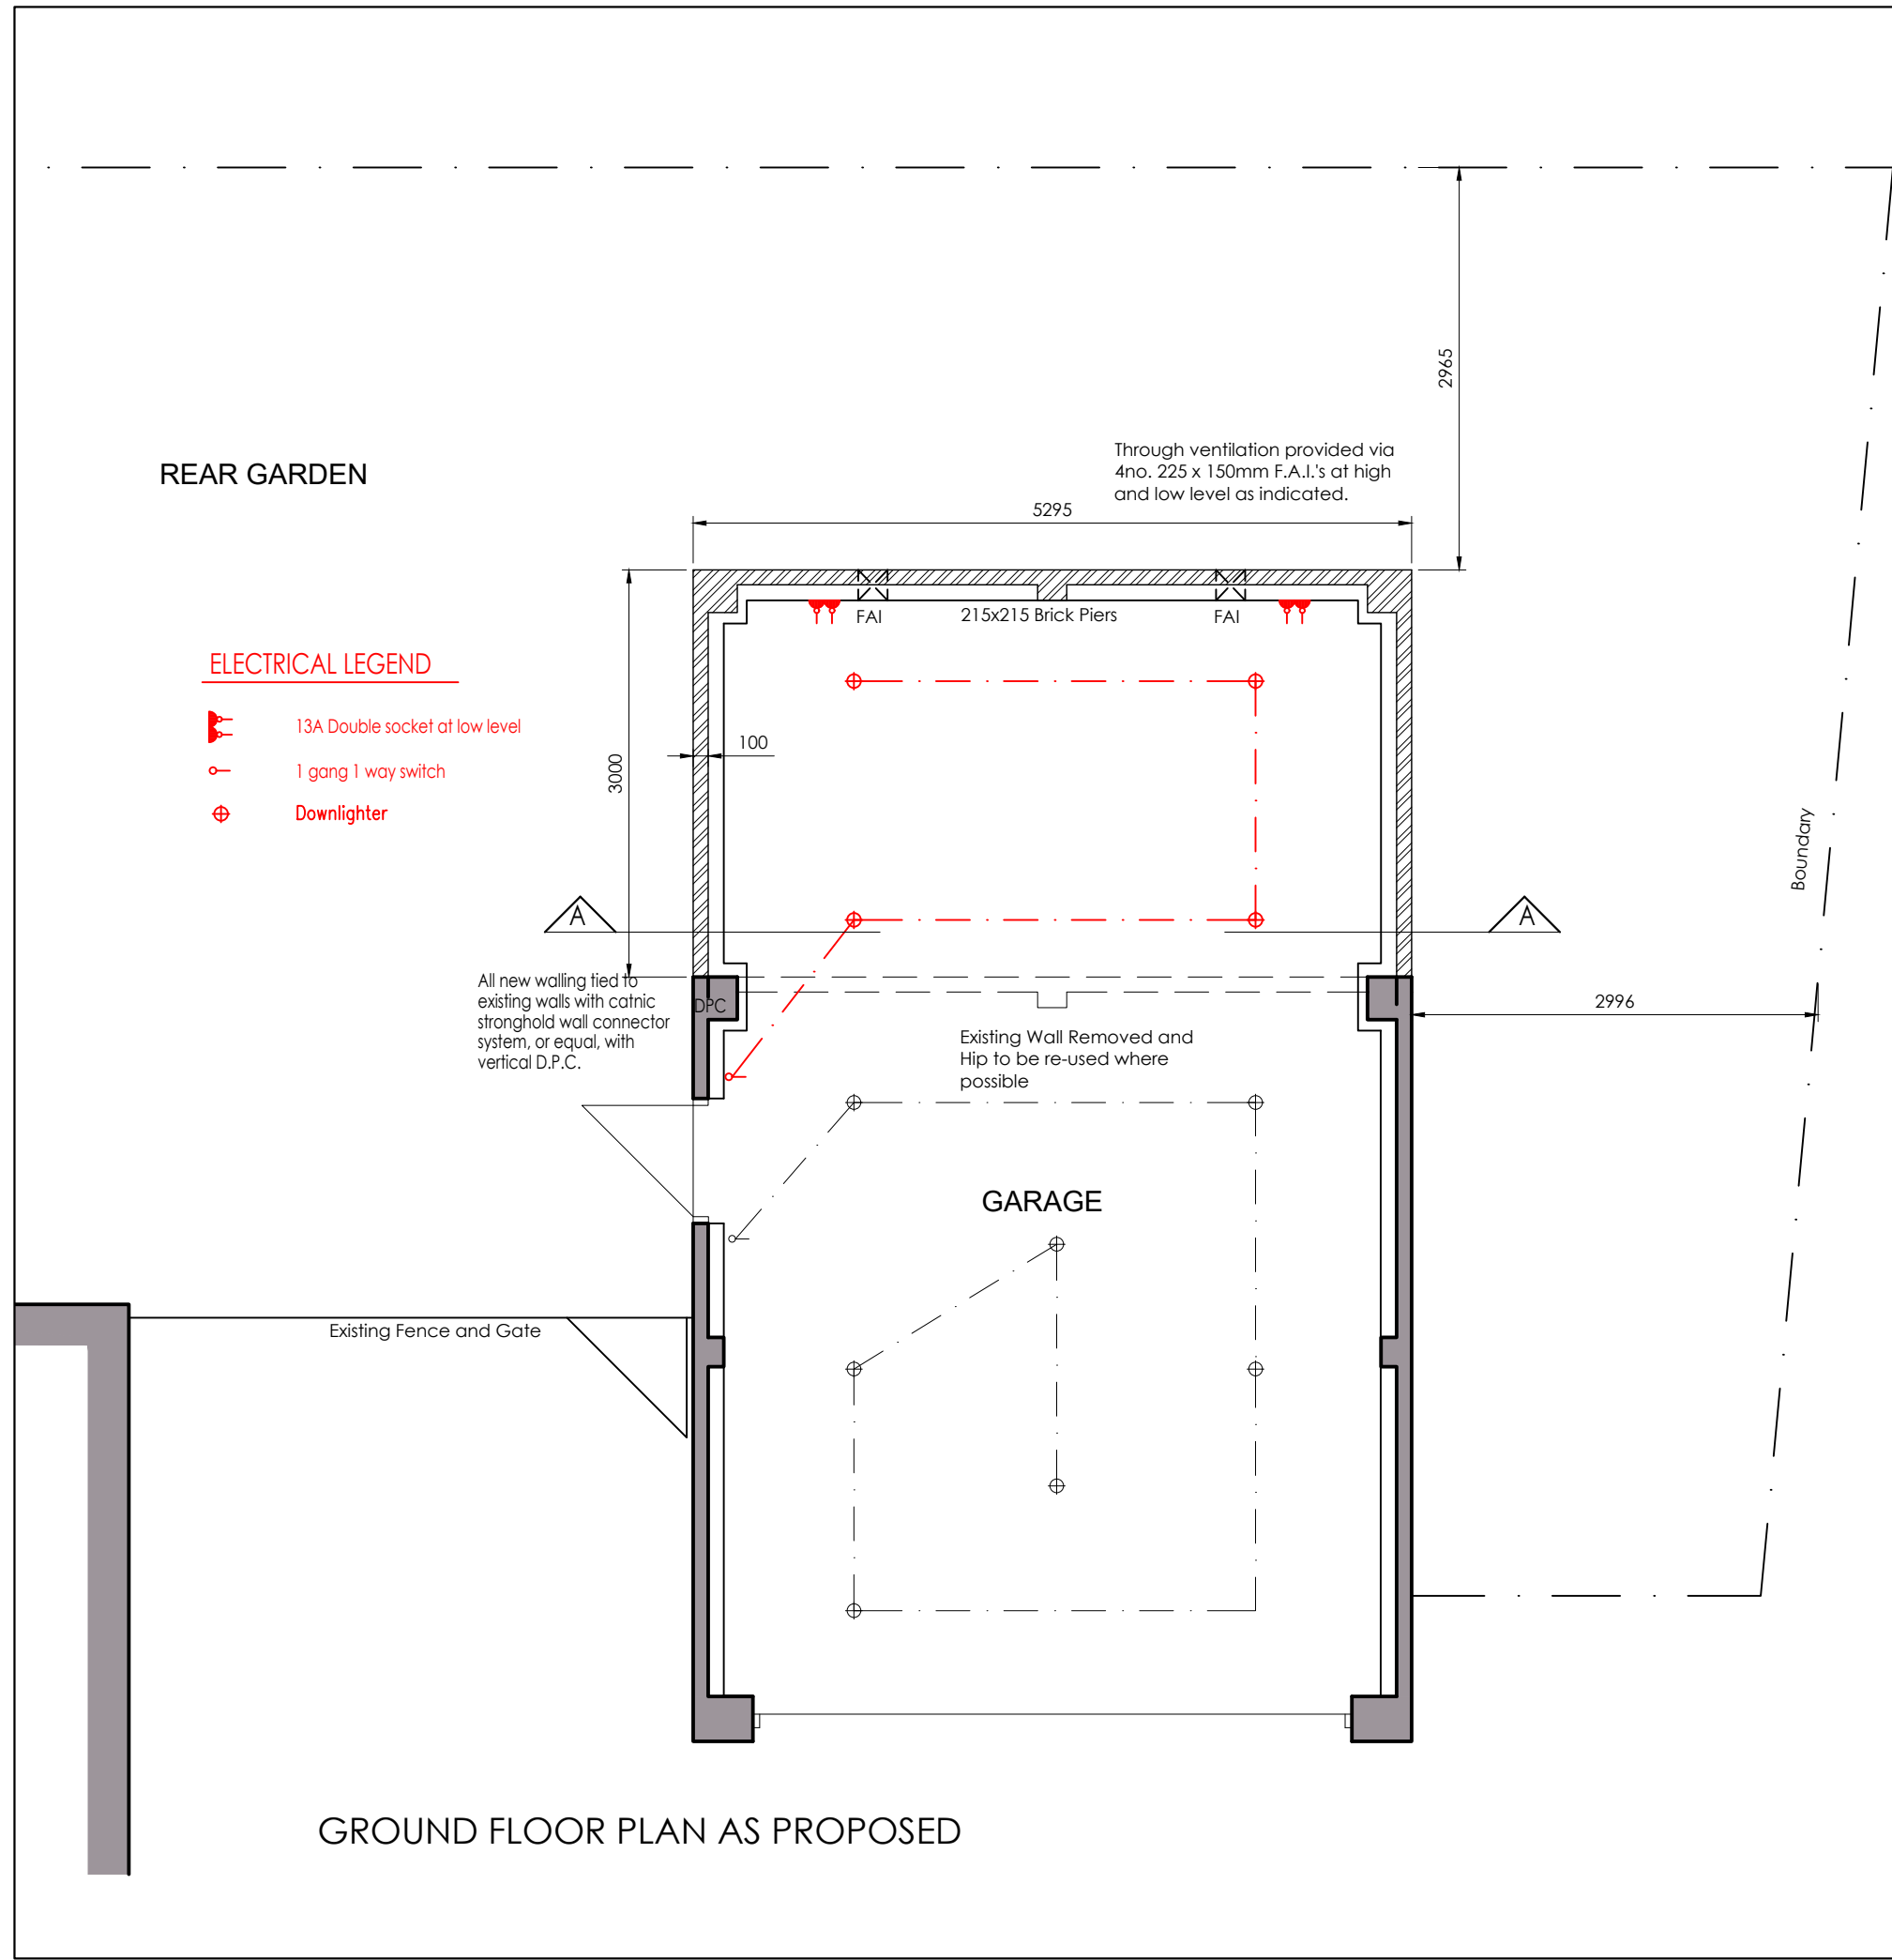 2965
REAR GARDEN
Through ventilation provided via
4no. 225 x 150mm F.A.I.'s at high
and low level as indicated.
5295
FAI
215x215 Brick Piers
FAI
ELECTRICAL LEGEND
13A Double socket at low level
1 gang 1 way switch
Downlighter
100
3000
Boundary
A
A
All new walling tied to
existing walls with catnic
stronghold wall connector
system, or equal, with
vertical D.P.C.
DPC
2996
Existing Wall Removed and
Hip to be re-used where
possible
GARAGE
Existing Fence and Gate
GROUND FLOOR PLAN AS PROPOSED